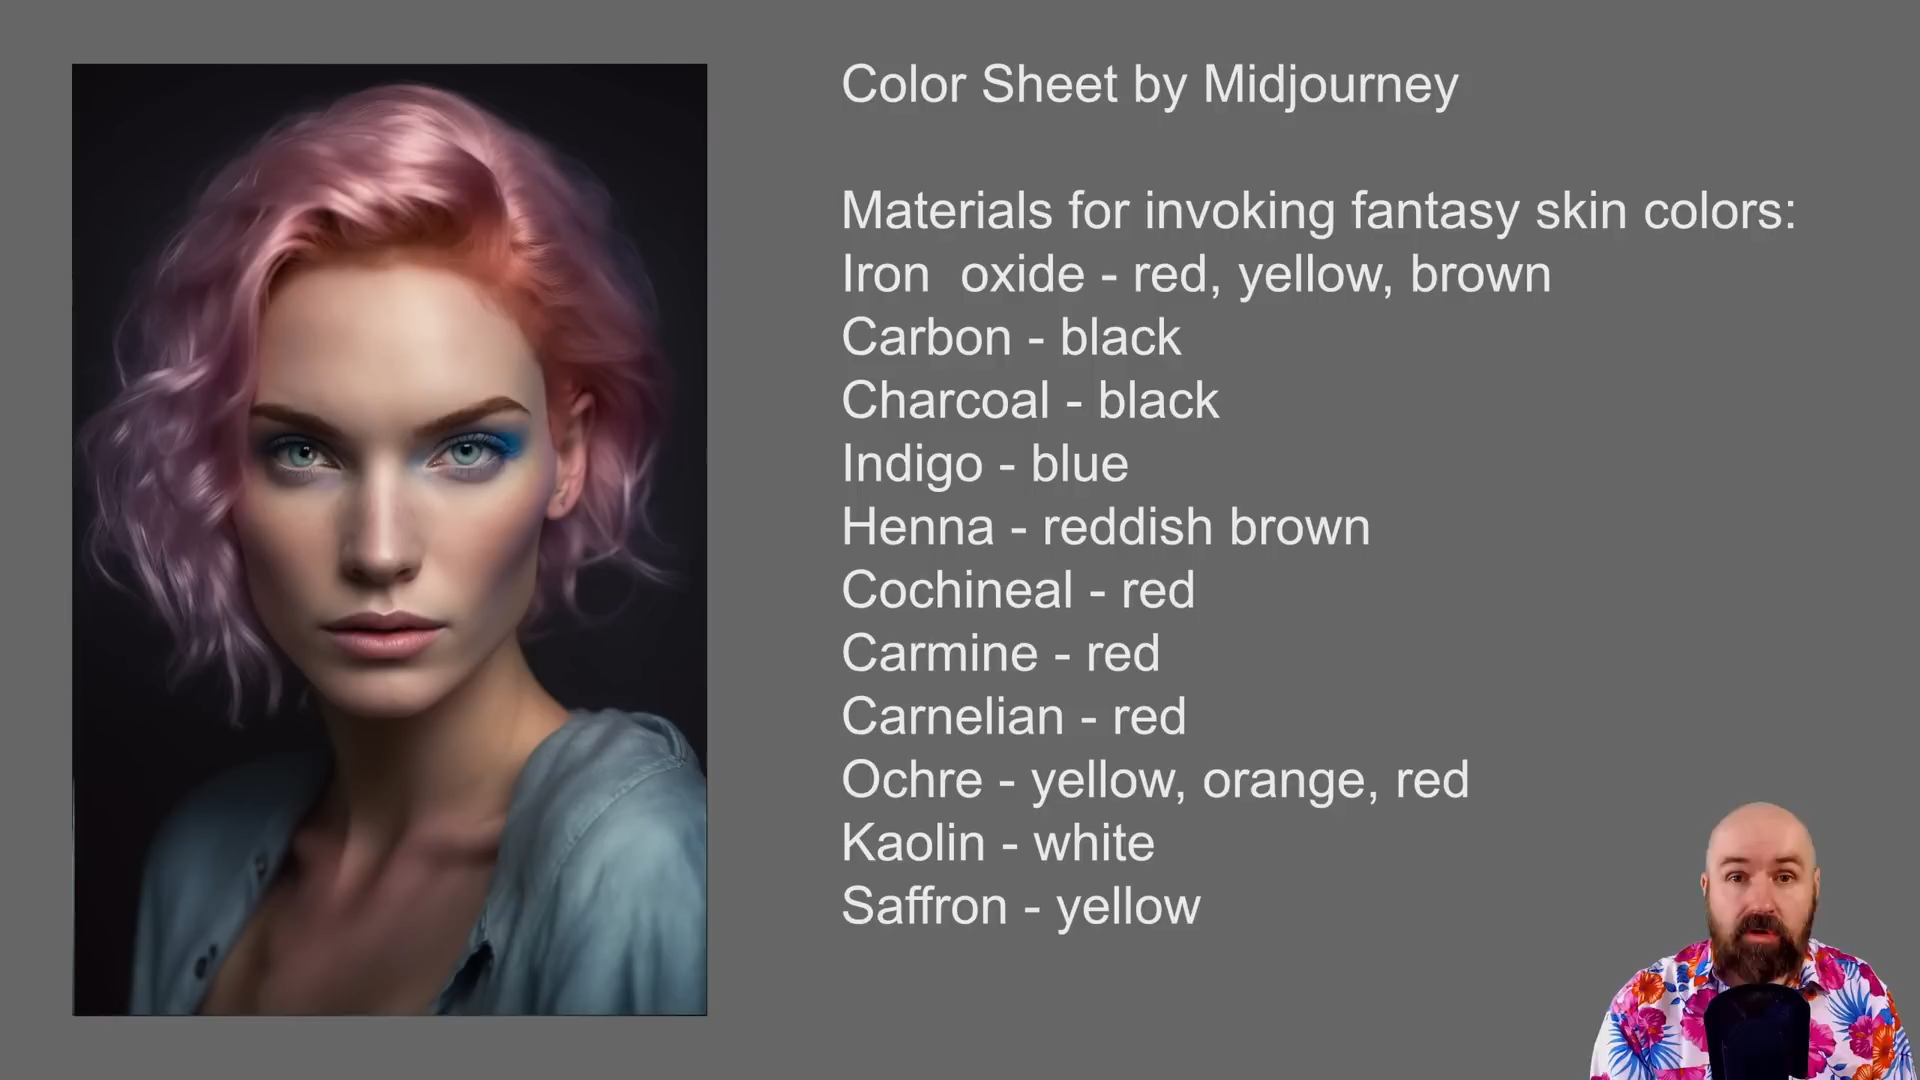 Color Sheet by Midjourney
Materials for invoking fantasy skin colors:
Iron  oxide - red, yellow, brown
Carbon - black
Charcoal - black
Indigo - blue
Henna - reddish brown
Cochineal - red
Carmine - red
Carnelian - red
Ochre - yellow, orange, red
Kaolin - white
Saffron - yellow